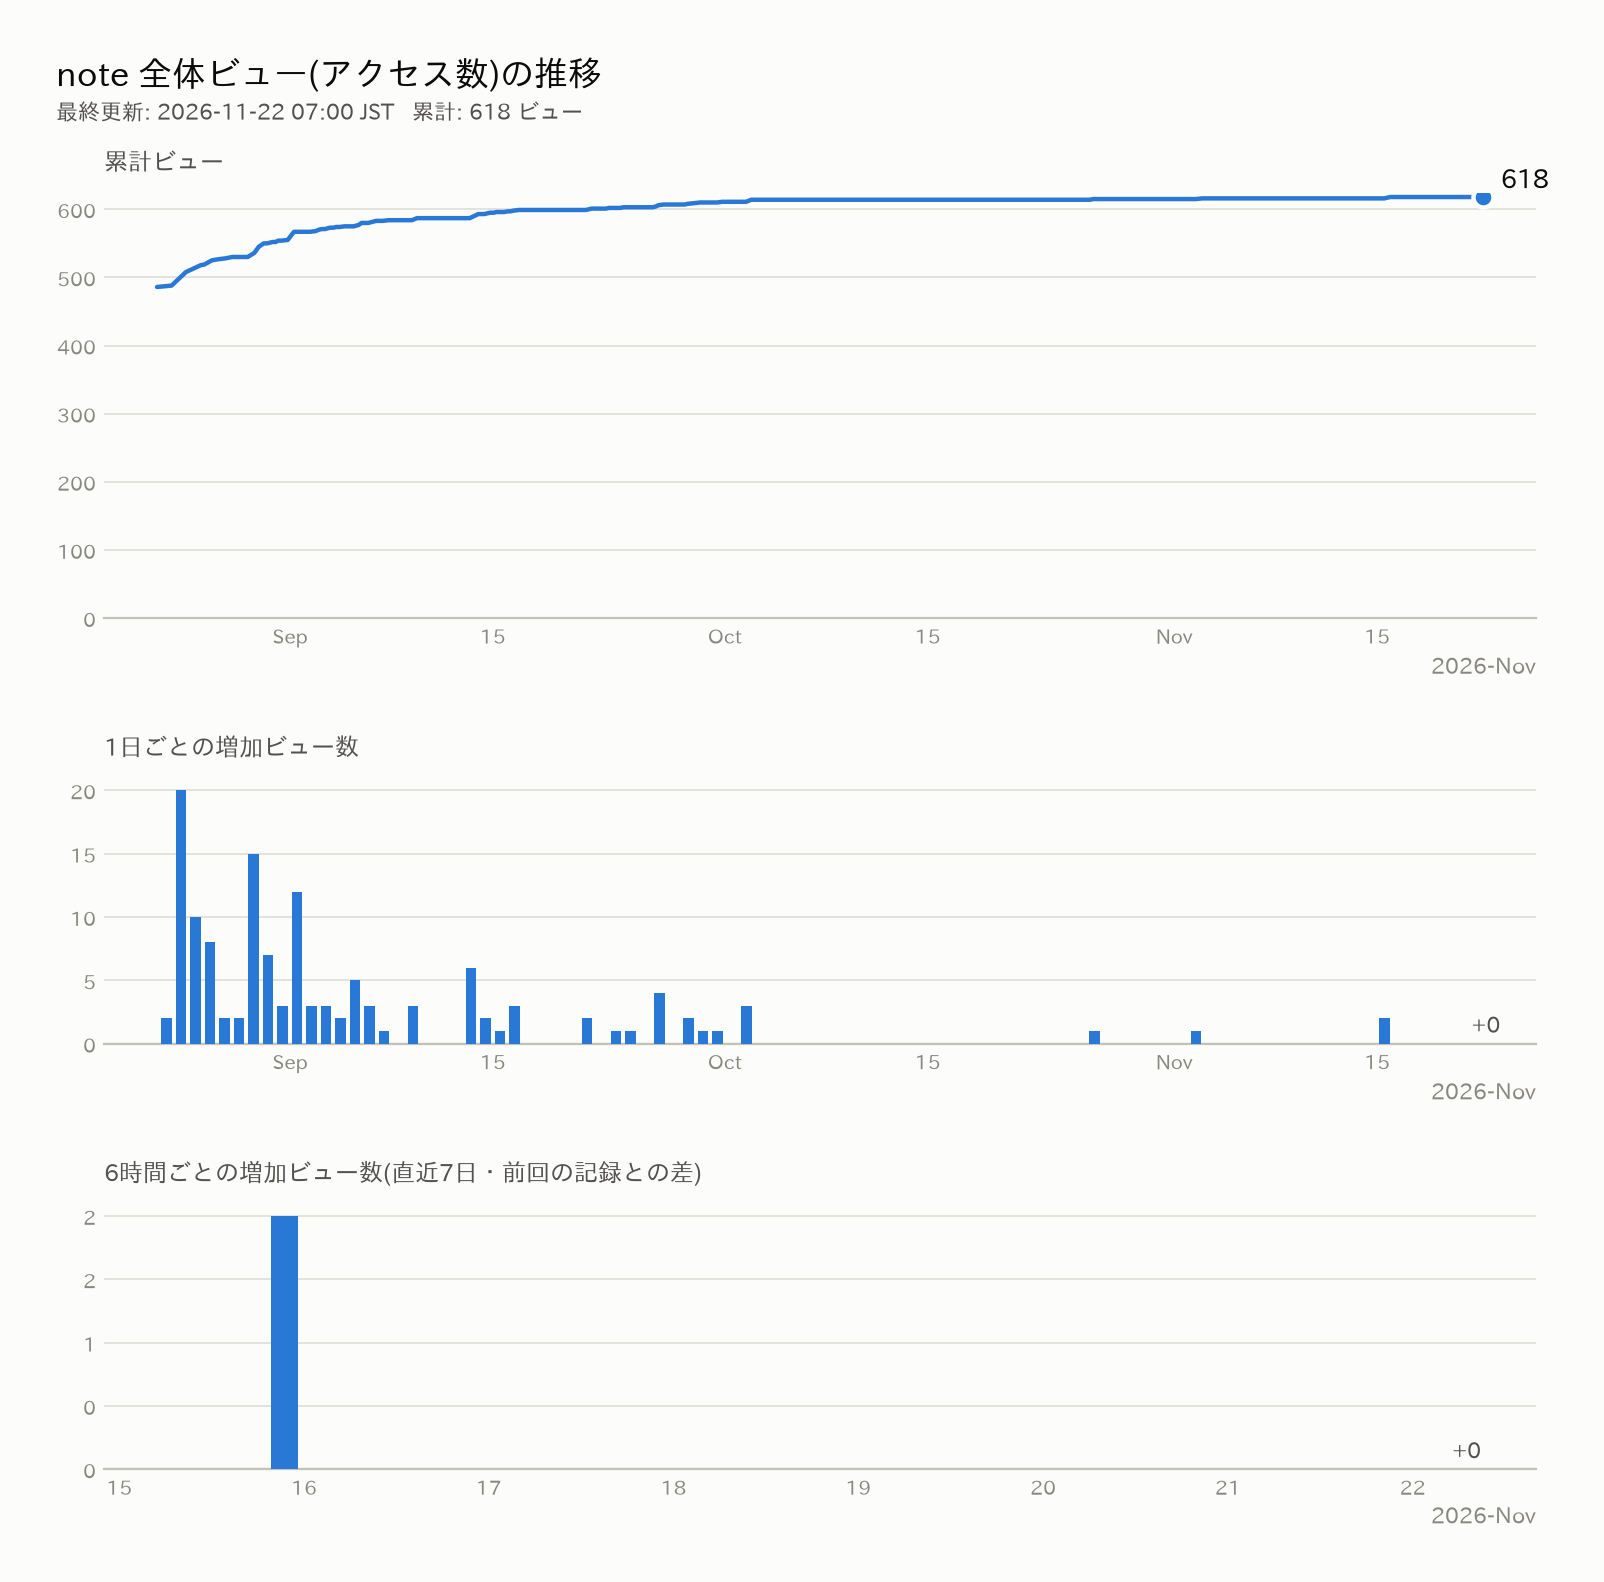 note 全体ビュー(アクセス数)の推移
最終更新: 2026-11-22 07:00 JST 累計: 618 ビュー
累計ビュー
618
600
500
400
300
200
100
0
Sep 15 Oct 15 Nov 15
2026-Nov
1日ごとの増加ビュー数
20
15
10
5
+0
0
Sep 15 Oct 15 Nov 15
2026-Nov
6時間ごとの増加ビュー数(直近7日・前回の記録との差)
2
2
1
0
+0
0
15 16 17 18 19 20 21 22
2026-Nov